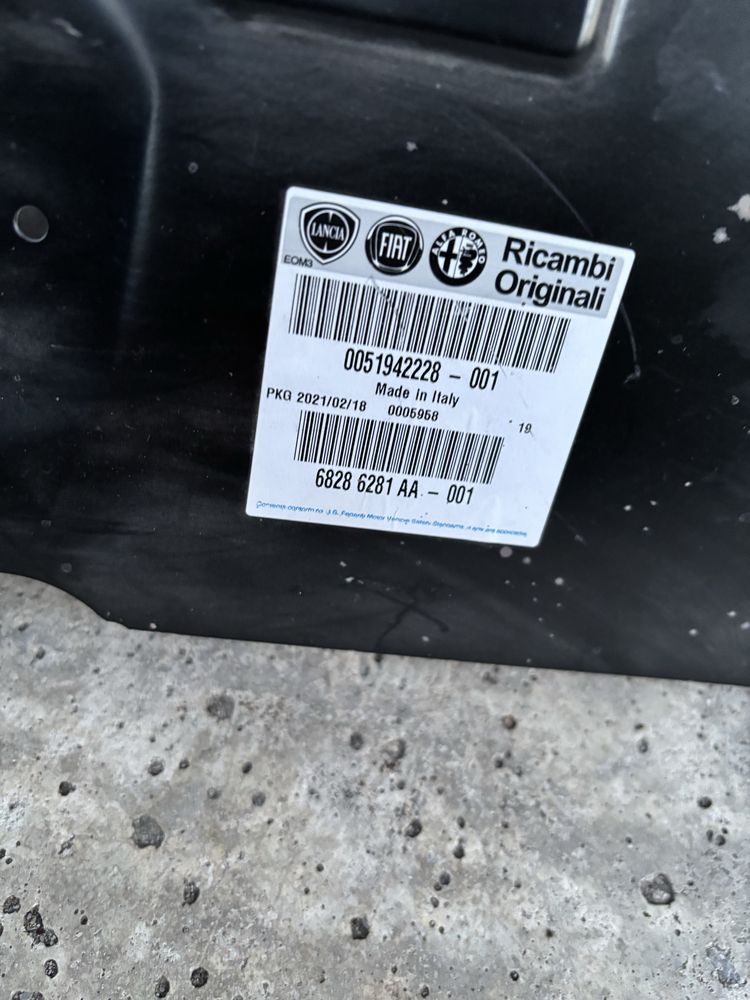 LANCIA
FIAT
ALFA ROMEO
Ricambi
Originali
EOM3
0051942228 - 001
Made in Italy
PKG 2021/02/18 0005958 19
6828 6281 AA - 001